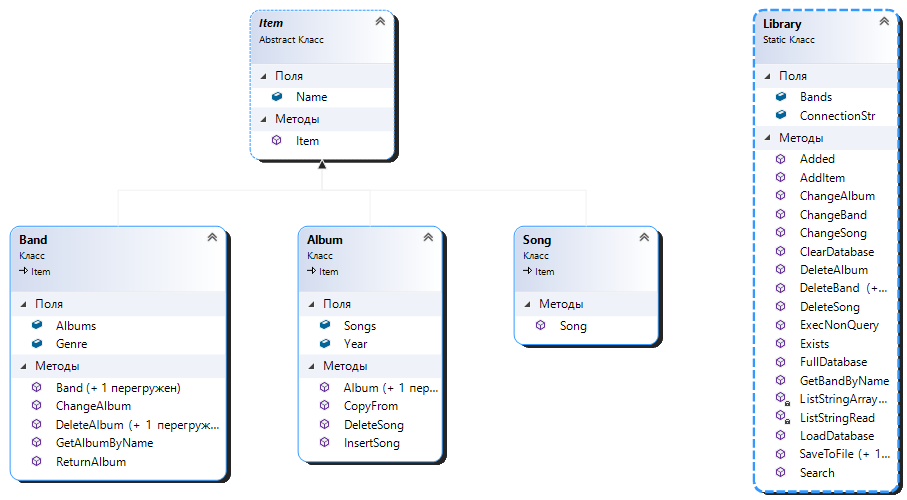 Item
Abstract Класс
Поля
Name
Методы
Item
Library
Static Класс
Поля
Bands
ConnectionStr
Методы
Added
AddItem
ChangeAlbum
ChangeBand
ChangeSong
ClearDatabase
DeleteAlbum
DeleteBand (+...
DeleteSong
ExecNonQuery
Exists
FullDatabase
GetBandByName
ListStringArray...
ListStringRead
LoadDatabase
SaveToFile (+ 1...
Search
Band
Класс
Item
Поля
Albums
Genre
Методы
Band (+ 1 перегружен)
ChangeAlbum
DeleteAlbum (+ 1 перегруж...
GetAlbumByName
ReturnAlbum
Album
Класс
Item
Поля
Songs
Year
Методы
Album (+ 1 пер...
CopyFrom
DeleteSong
InsertSong
Song
Класс
Item
Методы
Song